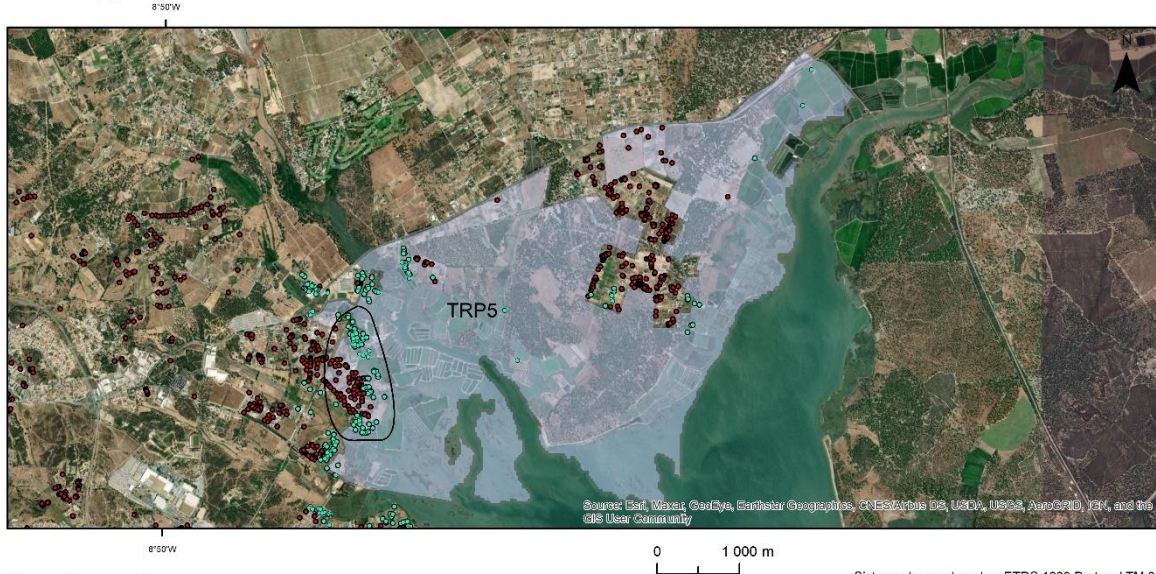 8°50'W
N
TRP5
Source: Esri, Maxar, GeoEye, Earthstar Geographics, CNES/Airbus DS, USDA, USGS, AeroGRID, IGN, and the
GIS User Community
8°50'W
0 1 000 m